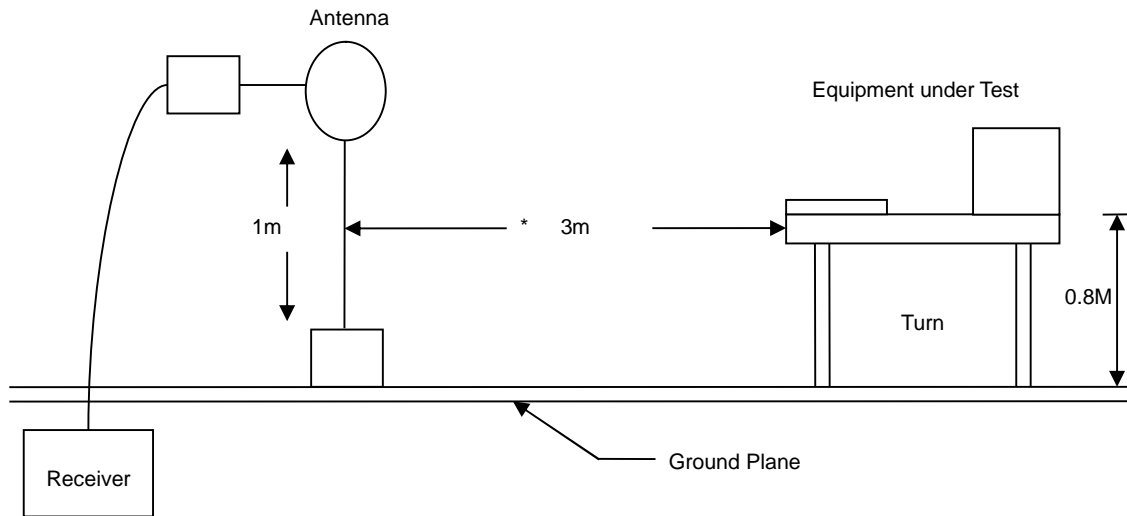 Antenna
Equipment under Test
1m
* 3m
0.8M
Turn
Receiver
Ground Plane